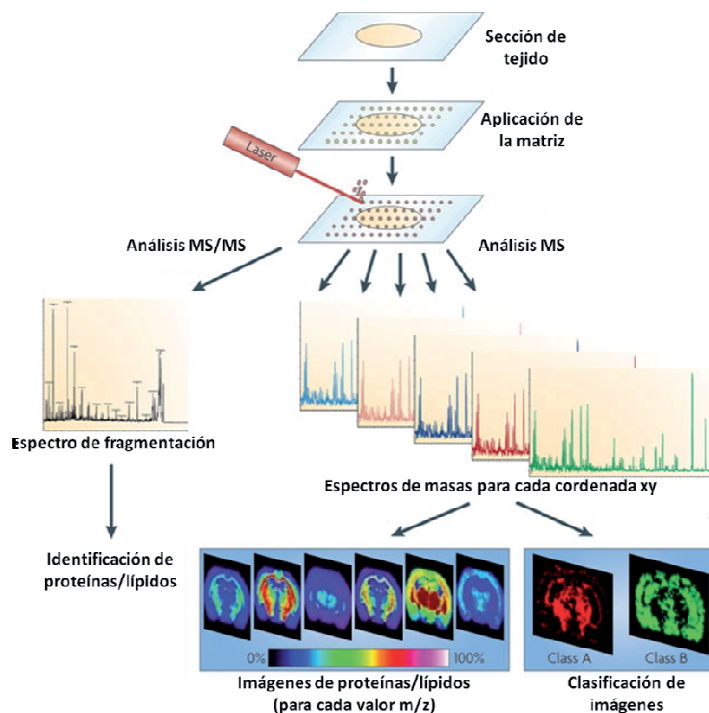 Sección de
tejido
Aplicación de
la matriz
Laser
Análisis MS/MS
Análisis MS
Espectro de fragmentación
Espectros de masas para cada cordenada xy
Identificación de
proteínas/lípidos
0%
100%
Class A
Class B
Imágenes de proteínas/lípidos
(para cada valor m/z)
Clasificación de
imágenes